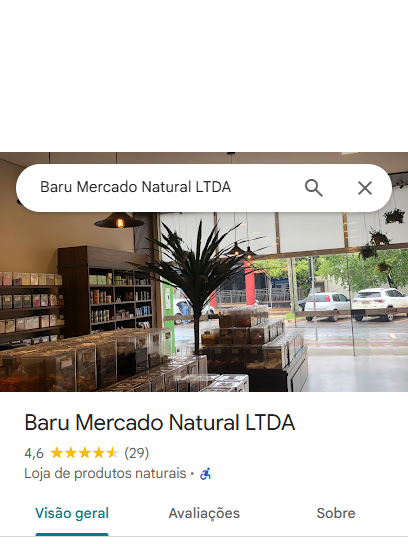 Baru Mercado Natural LTDA
Baru Mercado Natural LTDA
4,6 (29)
Loja de produtos naturais ·
Visão geral Avaliações Sobre